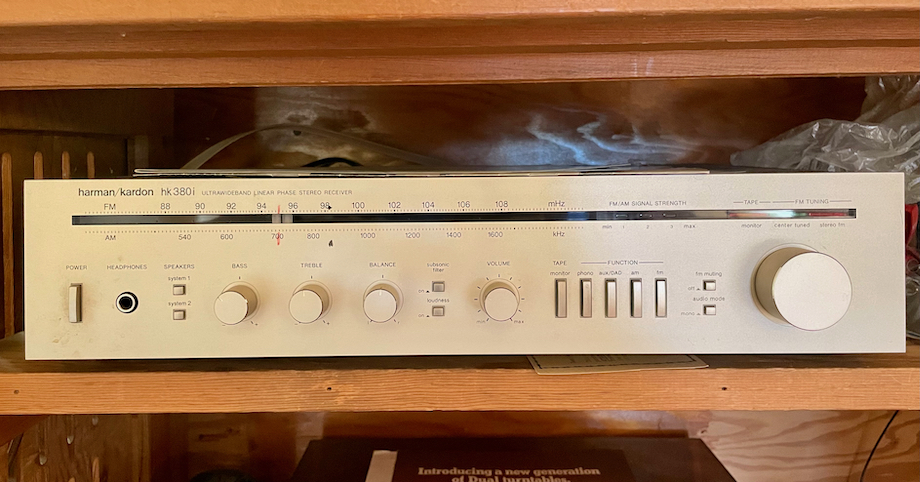 harman/kardon hk380i ULTRAWIDEBAND LINEAR PHASE STEREO RECEIVER
FM 88 90 92 94 96 98 100 102 104 106 108 mHz
FM/AM SIGNAL STRENGTH
TAPE FM TUNING
min. 1 2 3 max.
monitor center tuned stereo fm
AM 540 600 700 800 1000 1200 1400 1600 kHz
POWER HEADPHONES SPEAKERS BASS TREBLE BALANCE
system 1
system 2
subsonic
filter
on
loudness
on
VOLUME
min max
TAPE
monitor
FUNCTION
phono aux/DAD am fm
fm muting
off
audio mode
mono
Introducing a new generation
of Dual turntables.